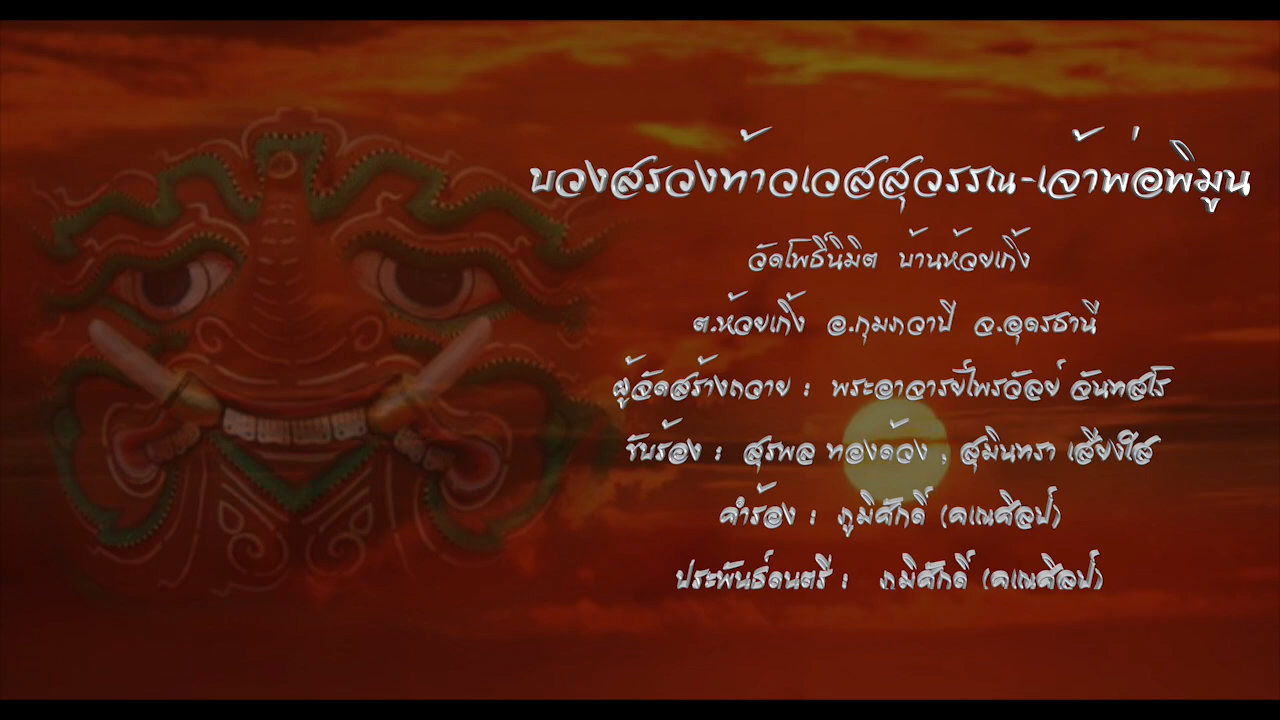 บวงสรวงท้าวเวสสุวรรณ-เจ้าพ่อพิมูน
วัดโพธิ์นิมิต บ้านห้วยเกิ้ง
ต.ห้วยเกิ้ง อ.กุมภวาปี จ.อุดรธานี
ผู้จัดสร้างถวาย : พระอาจารย์ไพรวัลย์ จันทสโร
ขับร้อง : สุรพล ทองด้วง , สุมินทรา เสียงใส
คำร้อง : ภูมิศักดิ์ (คเณศิลป์)
ประพันธ์ดนตรี : ภูมิศักดิ์ (คเณศิลป์)